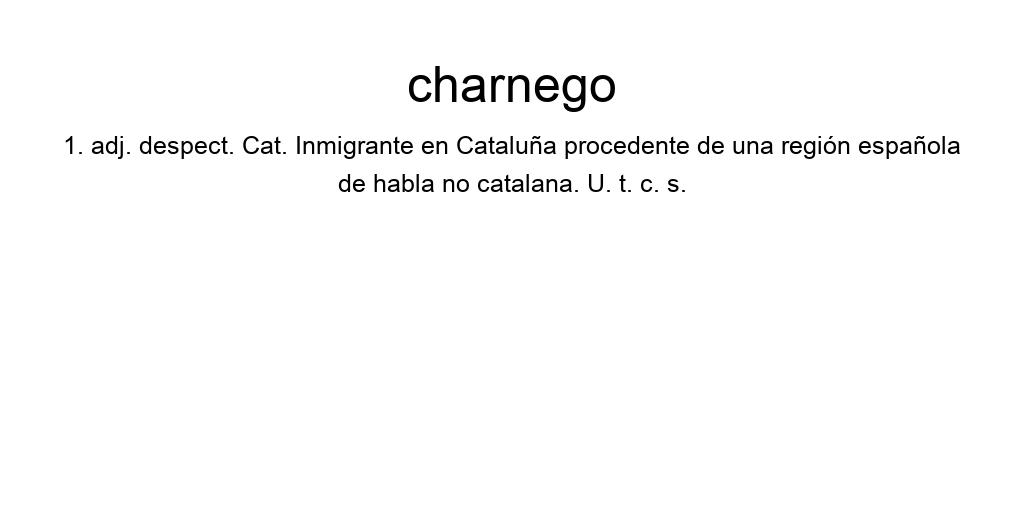 charnego
1. adj. despect. Cat. Inmigrante en Cataluña procedente de una región española
de habla no catalana. U. t. c. s.